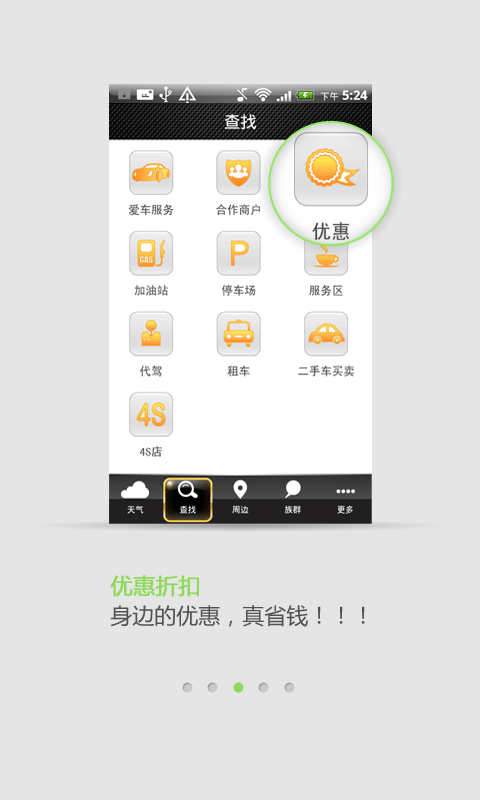 下午 5:24
查找
爱车服务 合作商户 优惠
加油站 停车场 服务区
代驾 租车 二手车买卖
4S店
天气 查找 周边 族群 更多
优惠折扣
身边的优惠，真省钱！！！
GAS
P
4S